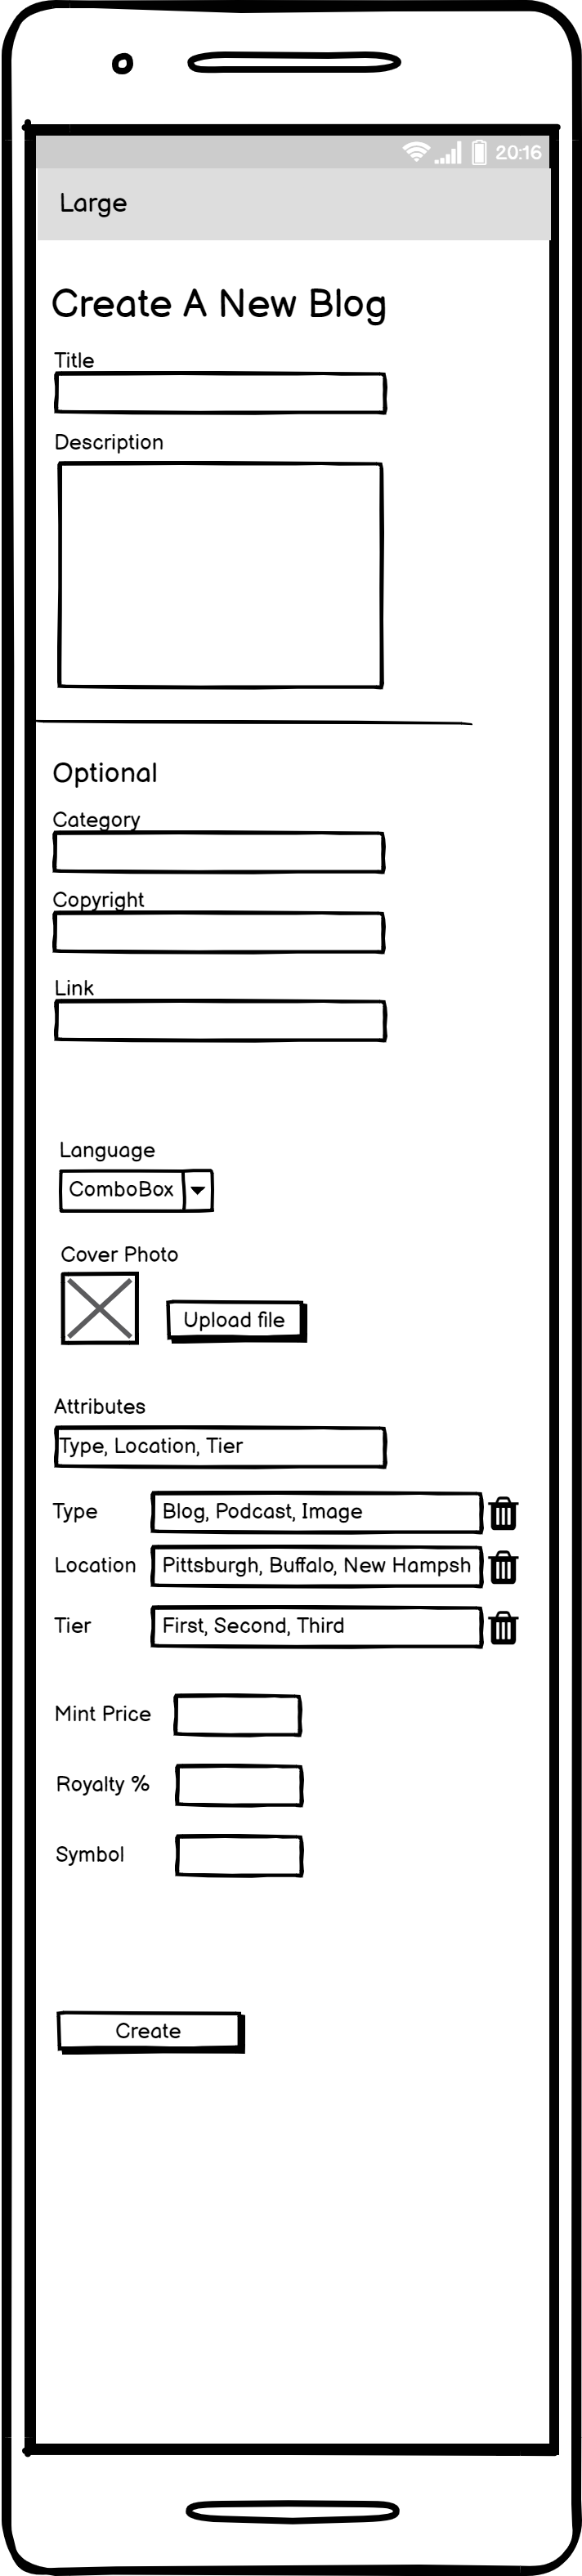 20:16
Large
Create A New Blog
Title
Description
Optional
Category
Copyright
Link
Language
ComboBox
Cover Photo
Upload file
Attributes
Type, Location, Tier
Type Blog, Podcast, Image
Location Pittsburgh, Buffalo, New Hampsh
Tier First, Second, Third
Mint Price
Royalty %
Symbol
Create